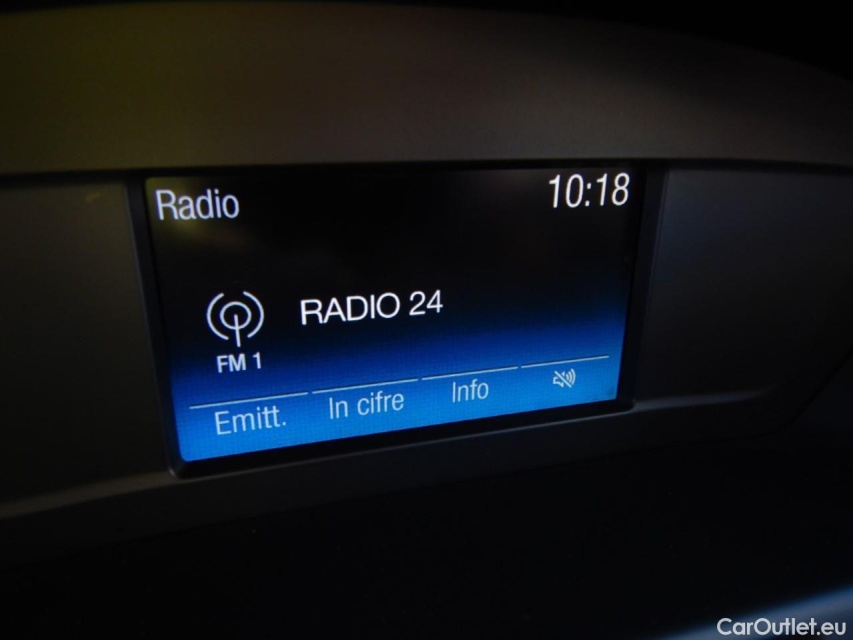 Radio 10:18
RADIO 24
FM 1
Emitt. In cifre Info
CarOutlet.eu